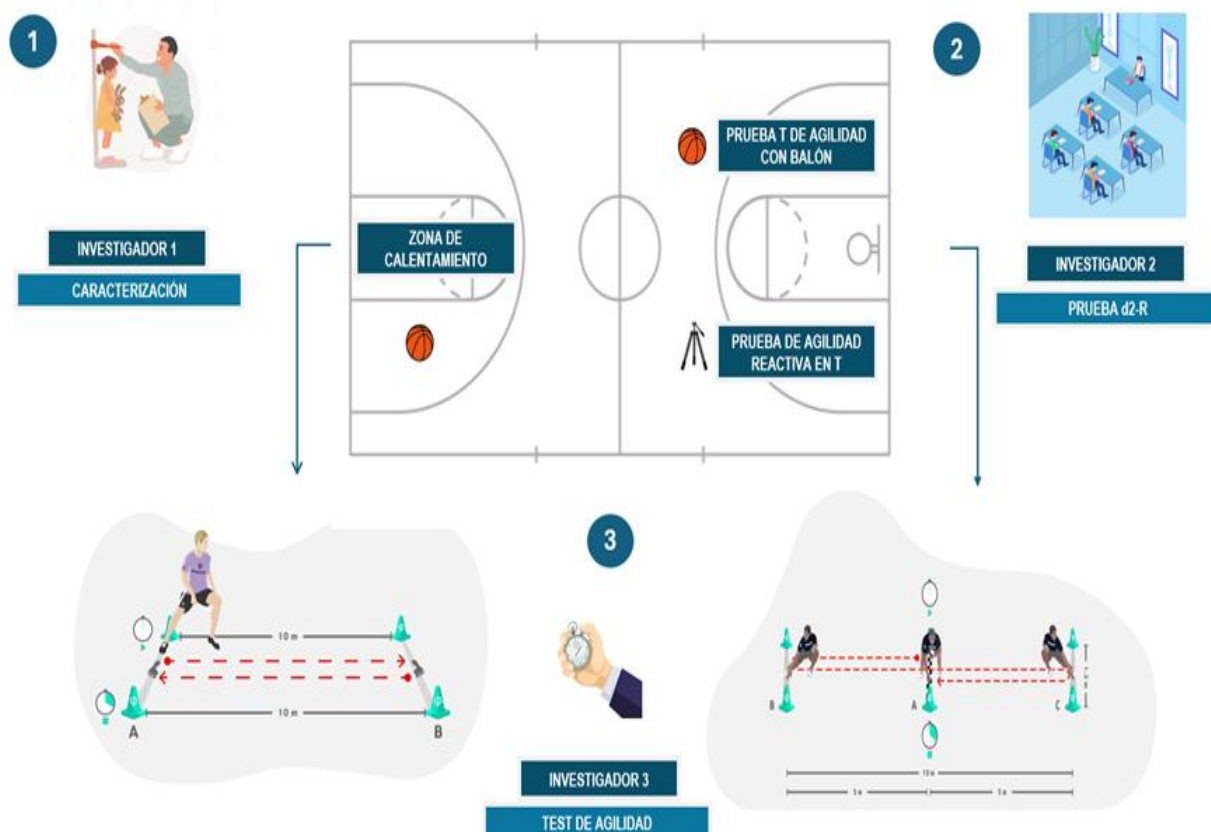 1
INVESTIGADOR 1
CARACTERIZACIÓN
ZONA DE
CALENTAMIENTO
PRUEBA T DE AGILIDAD
CON BALÓN
PRUEBA DE AGILIDAD
REACTIVA EN T
2
INVESTIGADOR 2
PRUEBA d2-R
10 m
10 m
A
B
3
INVESTIGADOR 3
TEST DE AGILIDAD
B
A
C
10 m
5 m
5 m